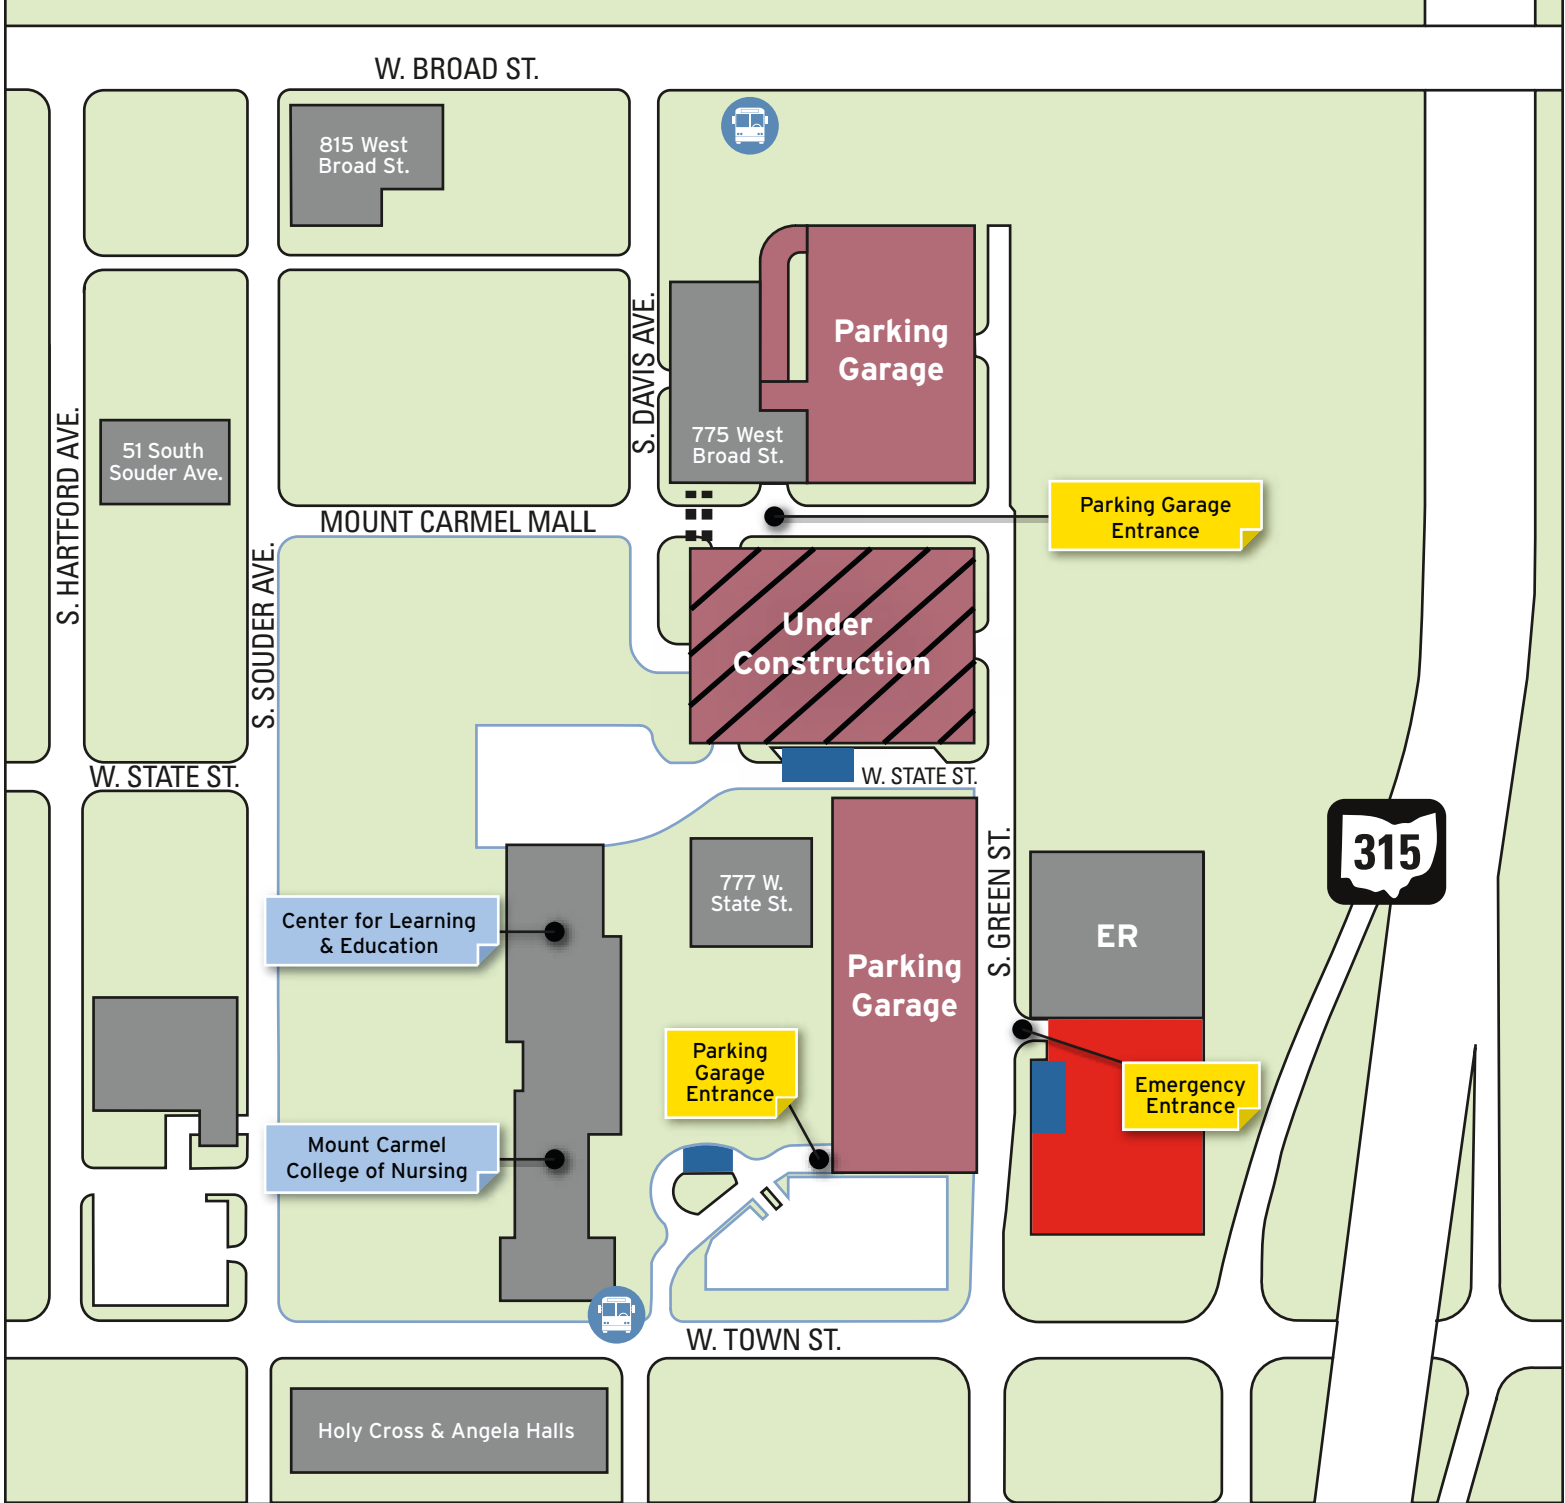 W. BROAD ST.
815 West
Broad St.
S. DAVIS AVE.
Parking
Garage
775 West
Broad St.
51 South
Souder Ave.
S. HARTFORD AVE.
MOUNT CARMEL MALL
Parking Garage
Entrance
S. SOUDER AVE.
Under
Construction
W. STATE ST.
W. STATE ST.
315
777 W.
State St.
S. GREEN ST.
ER
Center for Learning
& Education
Parking
Garage
Parking
Garage
Entrance
Emergency
Entrance
Mount Carmel
College of Nursing
W. TOWN ST.
Holy Cross & Angela Halls